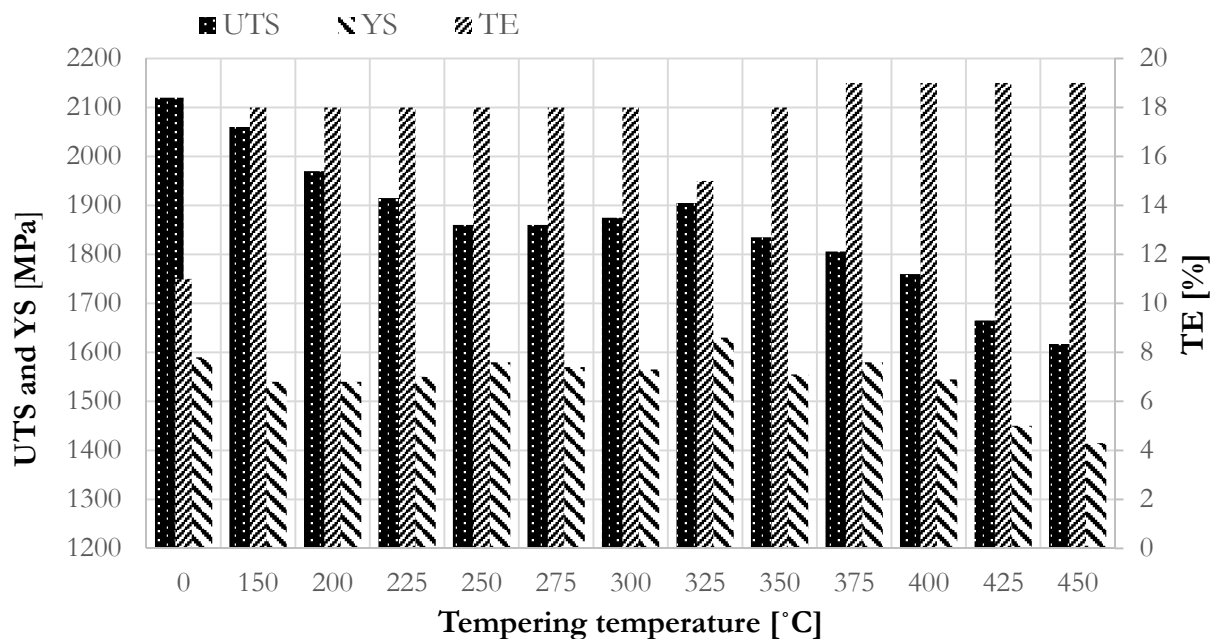 UTS YS TE
2200 20
2100 18
2000 16
1900 14
1800 12
1700 10
1600 8
1500 6
1400 4
1300 2
1200 0
UTS and YS [MPa]
TE [%]
0 150 200 225 250 275 300 325 350 375 400 425 450
Tempering temperature [˚C]